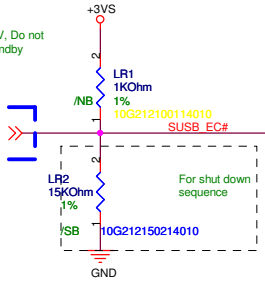 +3VS
V, Do not
ndby
2
LR1
1KOhm
/NB
1%
1
10G212100114010
SUSB_EC#
2
LR2
15KOhm
1%
For shut down
sequence
1
/SB
10G212150214010
GND